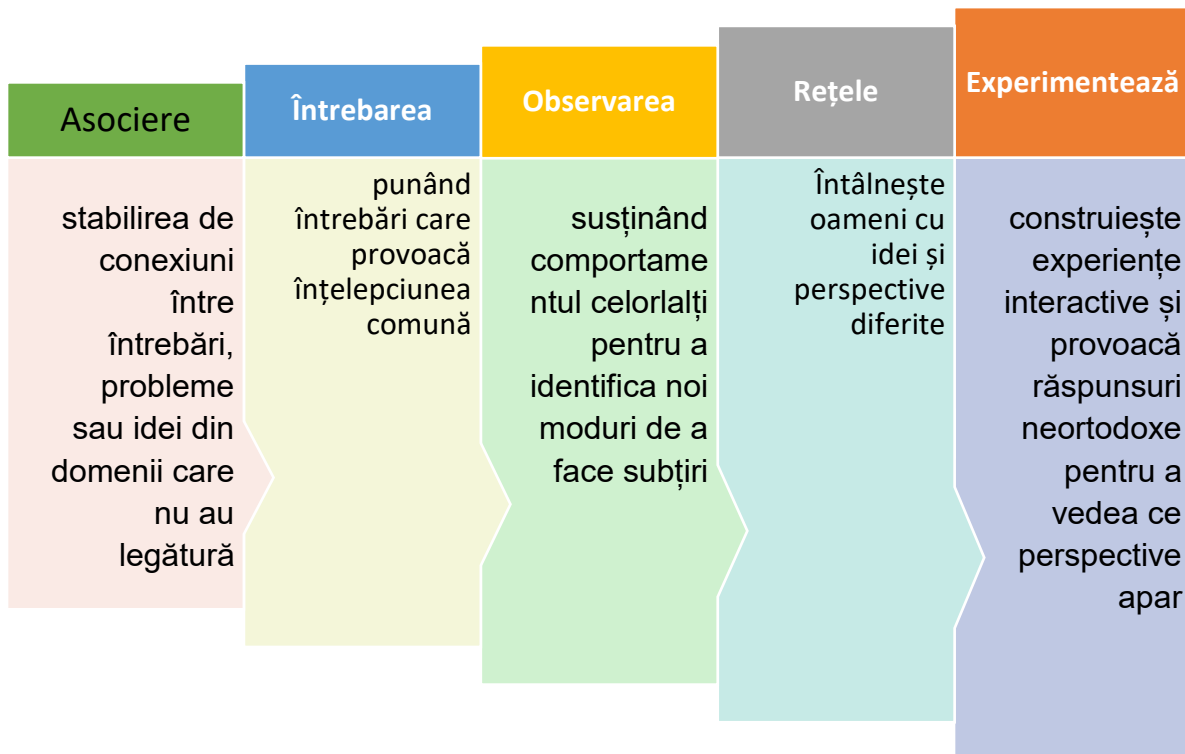 Asociere
stabilirea de
conexiuni
între
întrebări,
probleme
sau idei din
domenii care
nu au
legătură
Întrebarea
punând
întrebări care
provoacă
înțelepciunea
comună
Observarea
susținând
comportame
ntul celorlalți
pentru a
identifica noi
moduri de a
face subțiri
Rețele
Întâlnește
oameni cu
idei și
perspective
diferite
Experimentează
construiește
experiențe
interactive și
provoacă
răspunsuri
neortodoxe
pentru a
vedea ce
perspective
apar